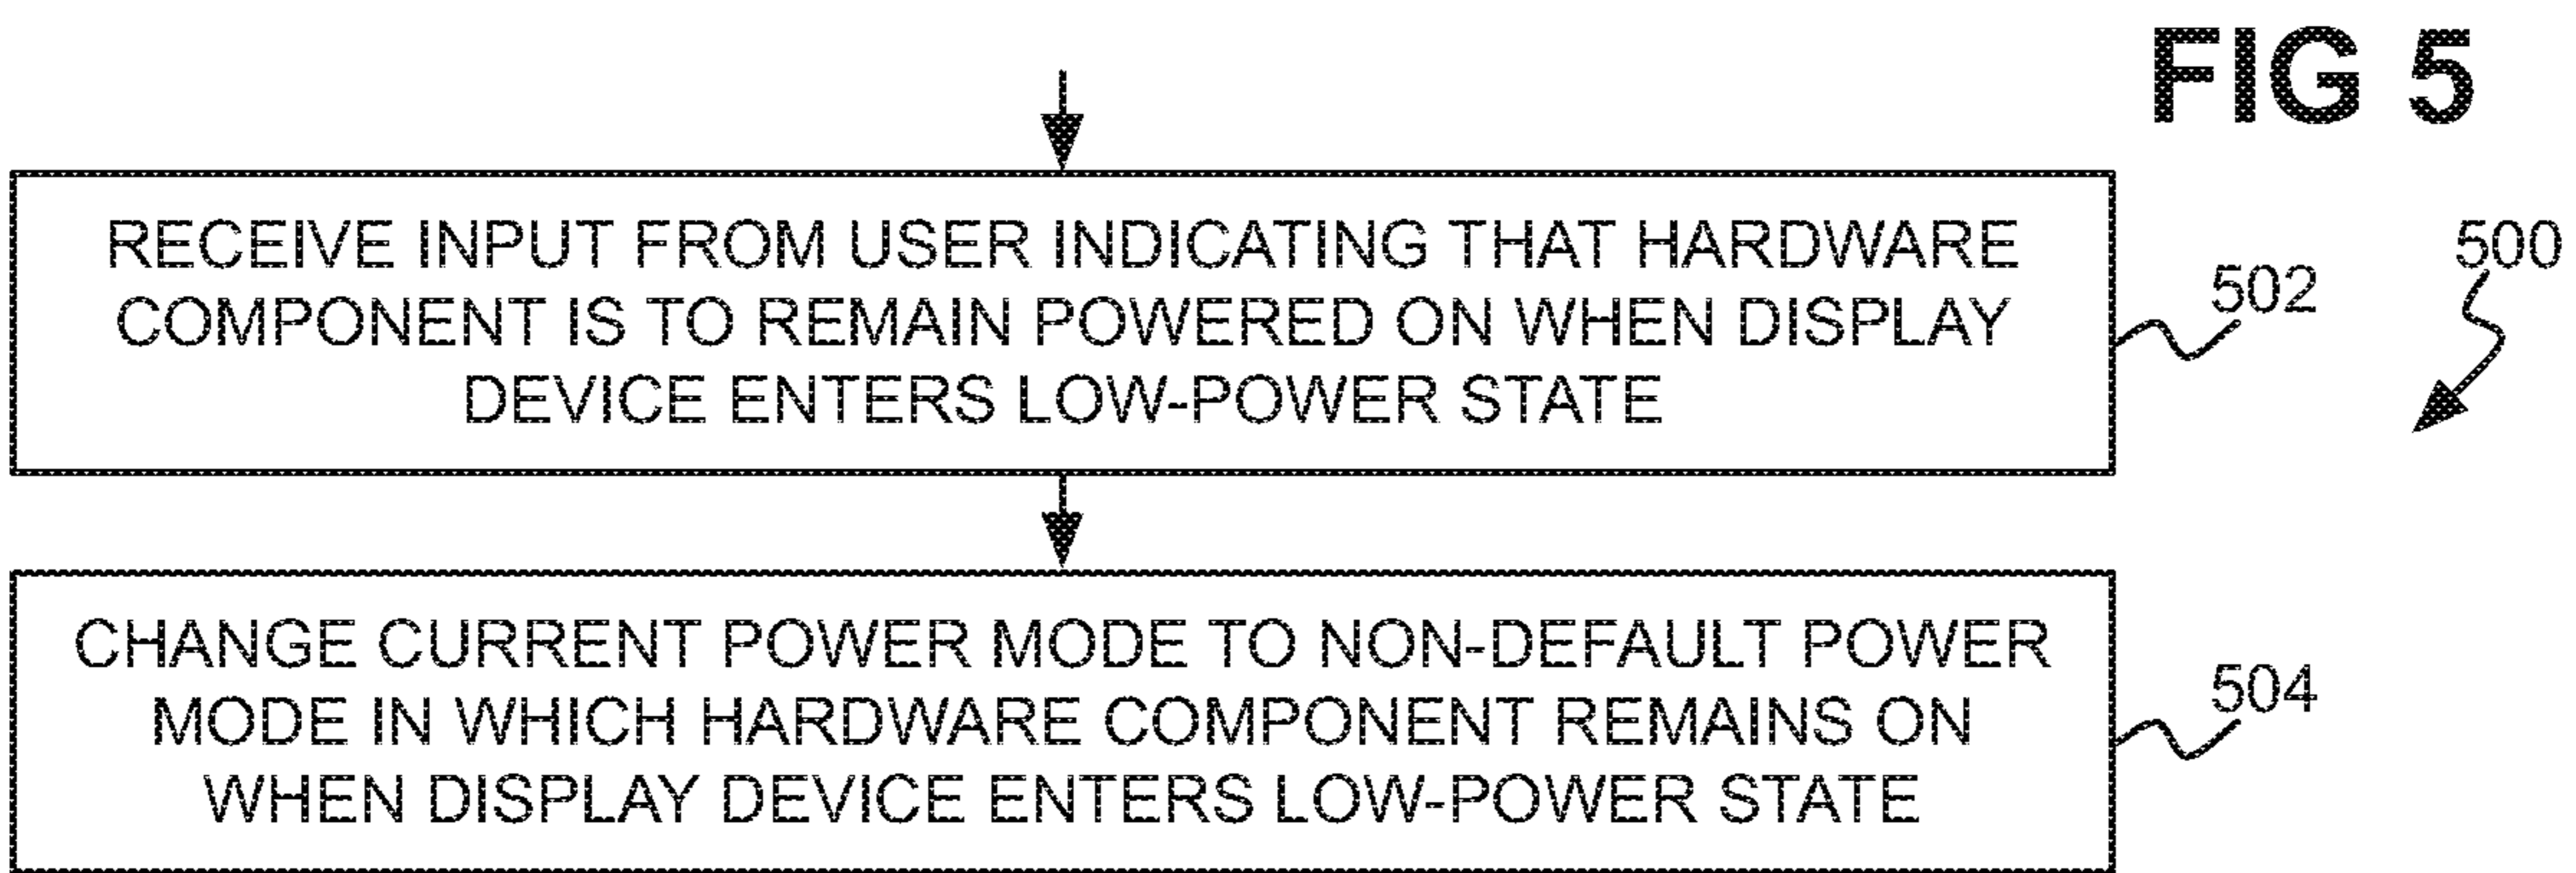 FIG 5
RECEIVE INPUT FROM USER INDICATING THAT HARDWARE
COMPONENT IS TO REMAIN POWERED ON WHEN DISPLAY
DEVICE ENTERS LOW-POWER STATE
502
500
CHANGE CURRENT POWER MODE TO NON-DEFAULT POWER
MODE IN WHICH HARDWARE COMPONENT REMAINS ON
WHEN DISPLAY DEVICE ENTERS LOW-POWER STATE
504